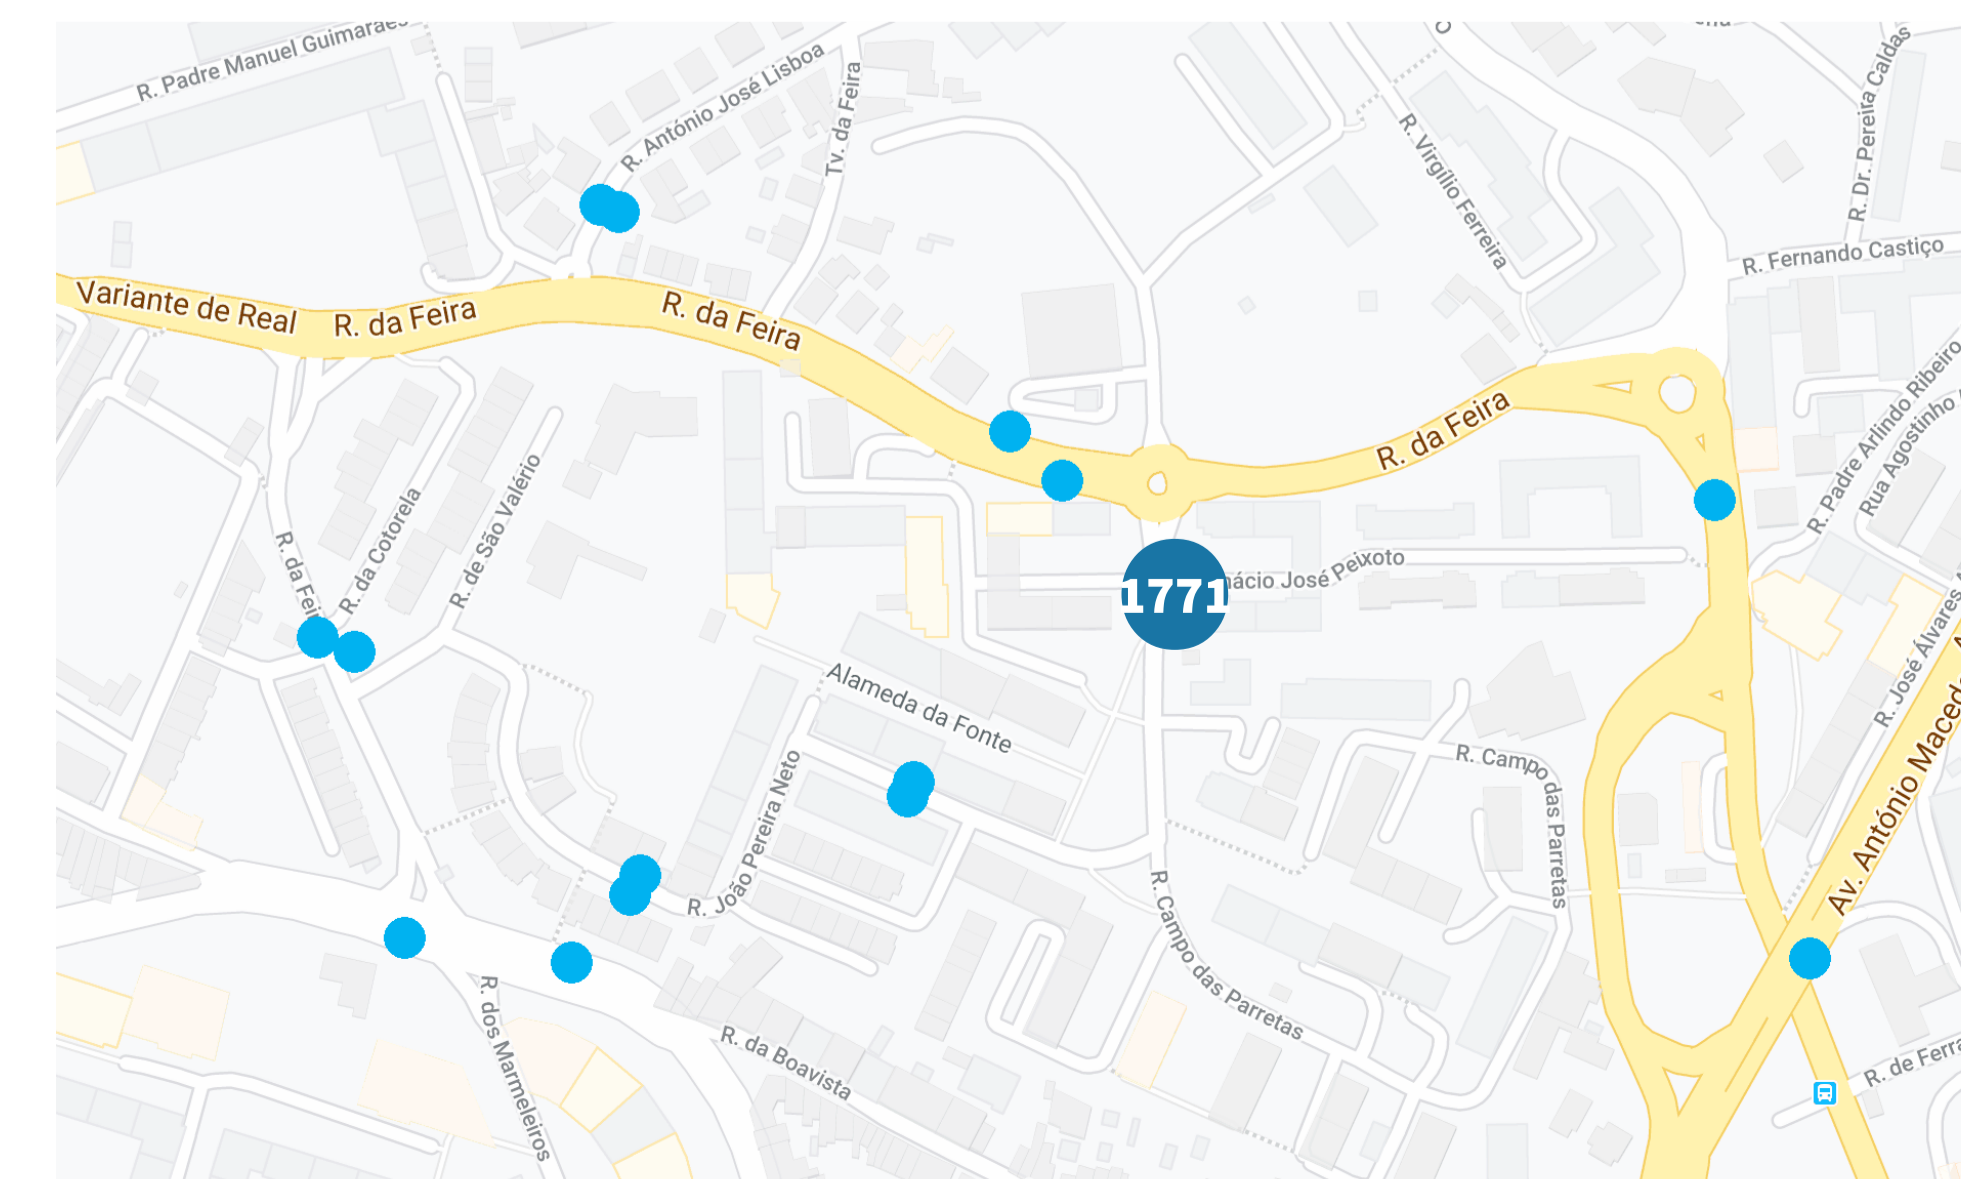 R. Padre Manuel Guimarães
R. António José Lisboa
Tv. da Feira
R. Virgílio Ferreira
R. Dr. Pereira Caldas
R. Fernando Castiço
Variante de Real
R. da Feira
R. da Feira
R. da Feira
R. Padre Arlindo Ribeiro
Rua Agostinho
R. da Feir
R. da Cotorela
R. de São Valério
1771
nácio José Peixoto
Alameda da Fonte
R. José Álvares
R. João Pereira Neto
R. Campo das Parretas
Av. António Maced
R. Campo das Parretas
R. dos Marmeleiros
R. da Boavista
R. de Ferra